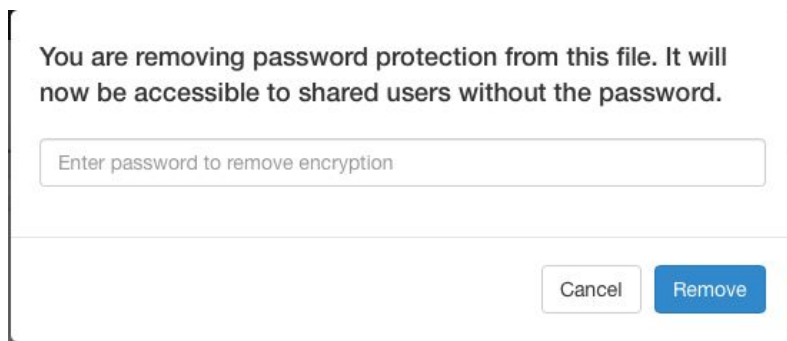 You are removing password protection from this file. It will
now be accessible to shared users without the password.
Enter password to remove encryption
Cancel Remove